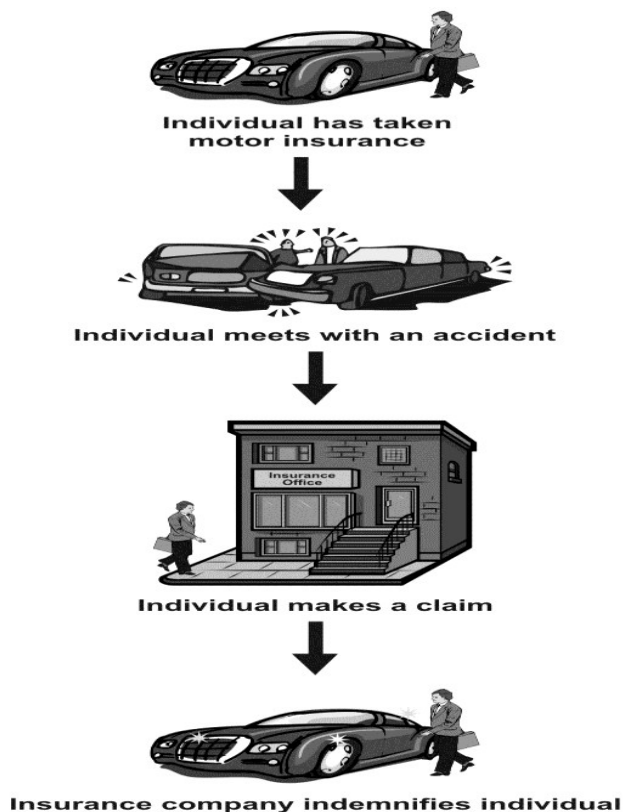 Individual has taken
motor insurance
Individual meets with an accident
Insurance
Office
Individual makes a claim
Insurance company indemnifies individual